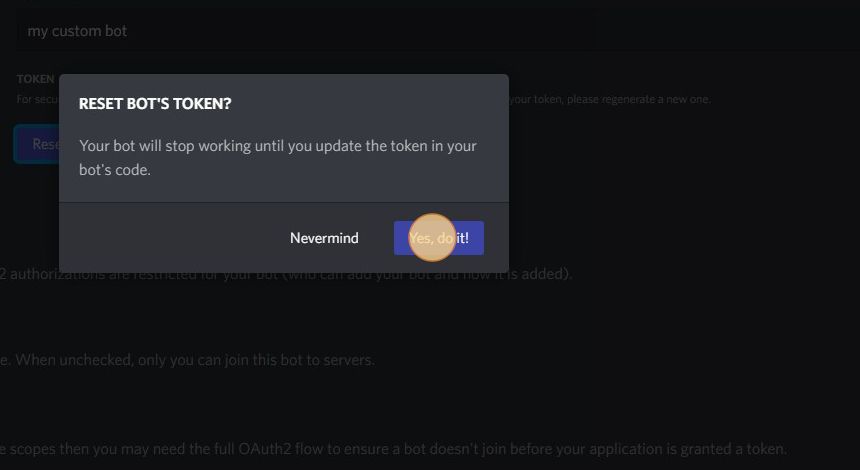 my custom bot
TOKEN
For secu
your token, please regenerate a new one.
RESET BOT'S TOKEN?
Your bot will stop working until you update the token in your
bot's code.
Rese
Nevermind
Yes, do it!
2 authorizations are restricted for your bot (who can add your bot and how it is added).
e. When unchecked, only you can join this bot to servers.
e scopes then you may need the full OAuth2 flow to ensure a bot doesn't join before your application is granted a token.